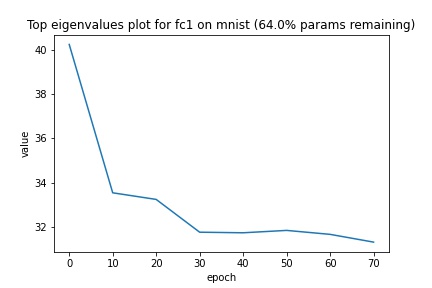 Top eigenvalues plot for fc1 on mnist (64.0% params remaining)
40
38
36
34
32
value
0 10 20 30 40 50 60 70
epoch